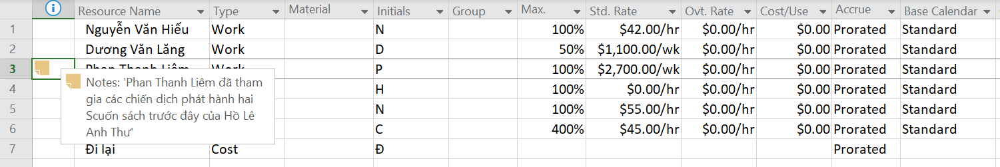 Resource Name Type Material Initials Group Max. Std. Rate Ovt. Rate Cost/Use Accrue Base Calendar
1 Nguyễn Văn Hiếu Work N 100% $42.00/hr $0.00/hr $0.00 Prorated Standard
2 Dương Văn Lăng Work D 50% $1,100.00/wk $0.00/hr $0.00 Prorated Standard
3 Phan Thanh Liêm Work P 100% $2,700.00/wk $0.00/hr $0.00 Prorated Standard
Notes: 'Phan Thanh Liêm đã tham
gia các chiến dịch phát hành hai
Scuốn sách trước đây của Hồ Lê
Anh Thư'
4 H 100% $0.00/hr $0.00/hr $0.00 Prorated Standard
5 N 100% $55.00/hr $0.00/hr $0.00 Prorated Standard
6 C 400% $45.00/hr $0.00/hr $0.00 Prorated Standard
7 Đi lại Cost Đ Prorated